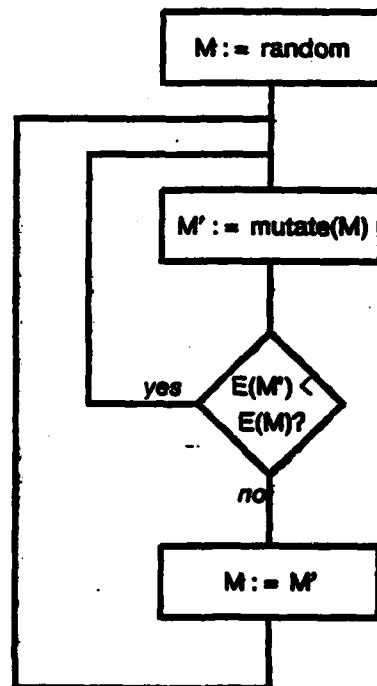 M := random
M' := mutate(M)
yes
E(M') <
E(M)?
no
M := M'